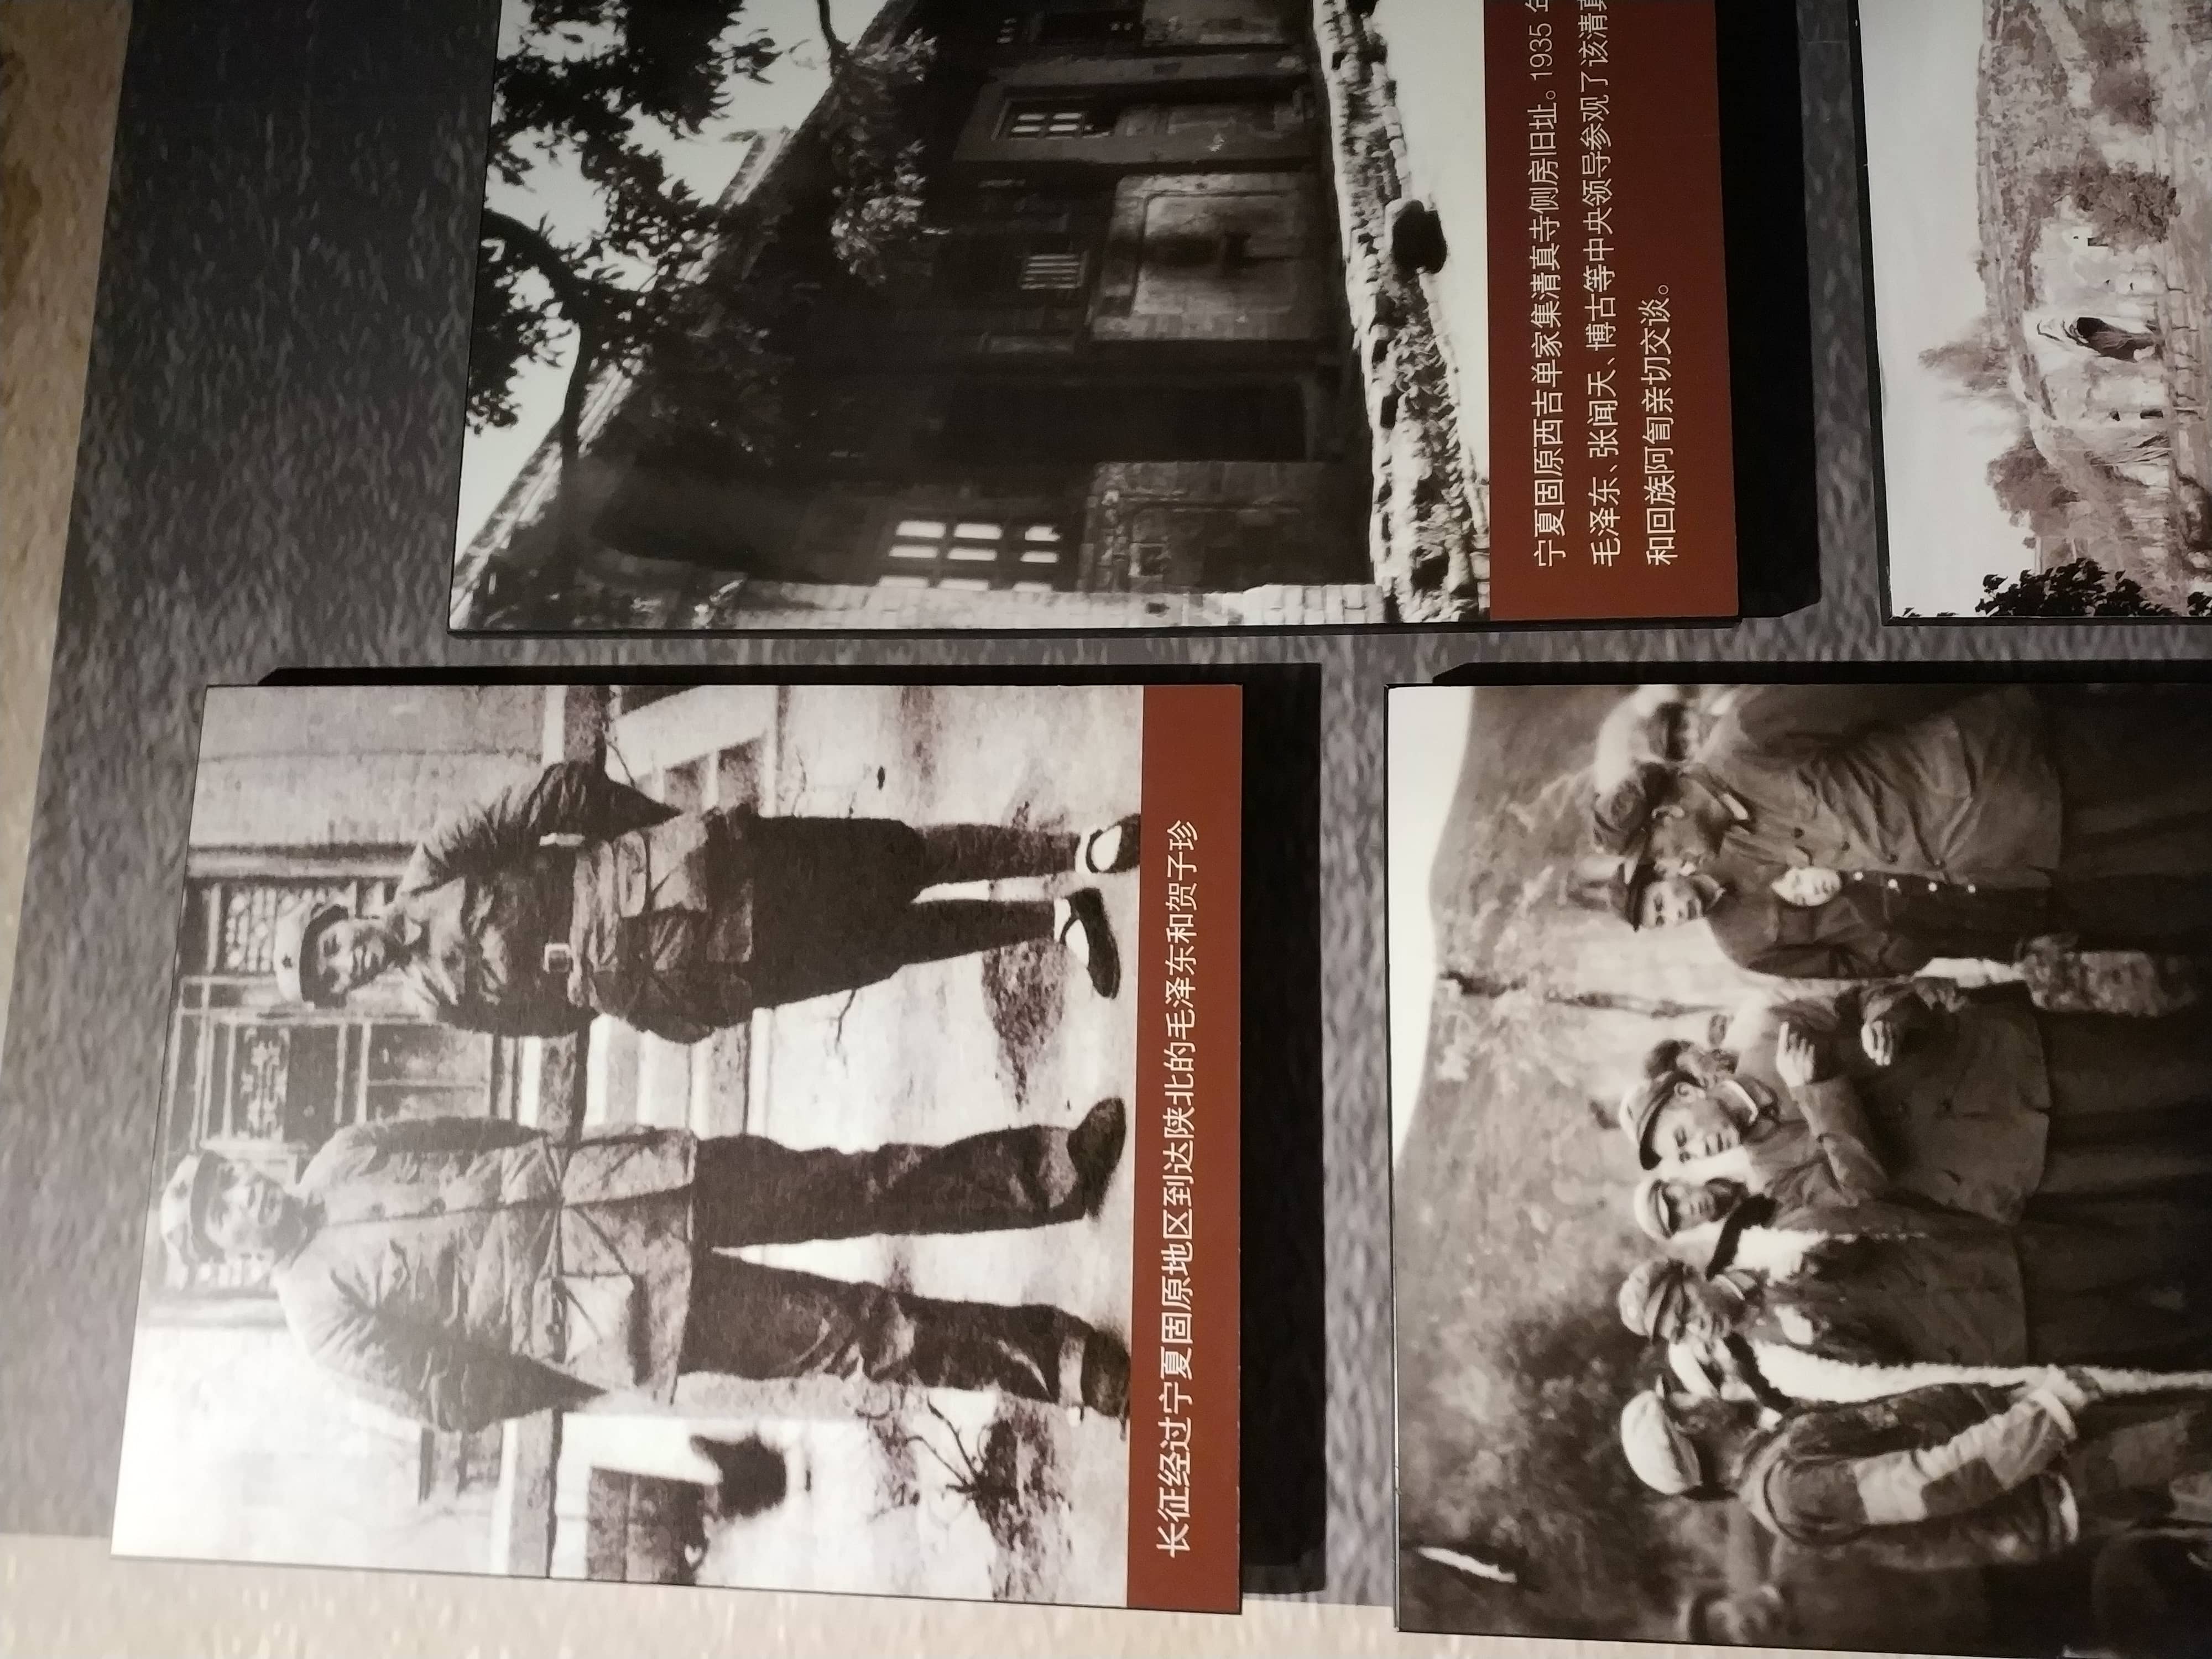 长征经过宁夏固原地区到达陕北的毛泽东和贺子珍
宁夏固原西吉单家集清真寺侧房旧址。1935 年
毛泽东、张闻天、博古等中央领导参观了该清真
和回族阿訇亲切交谈。